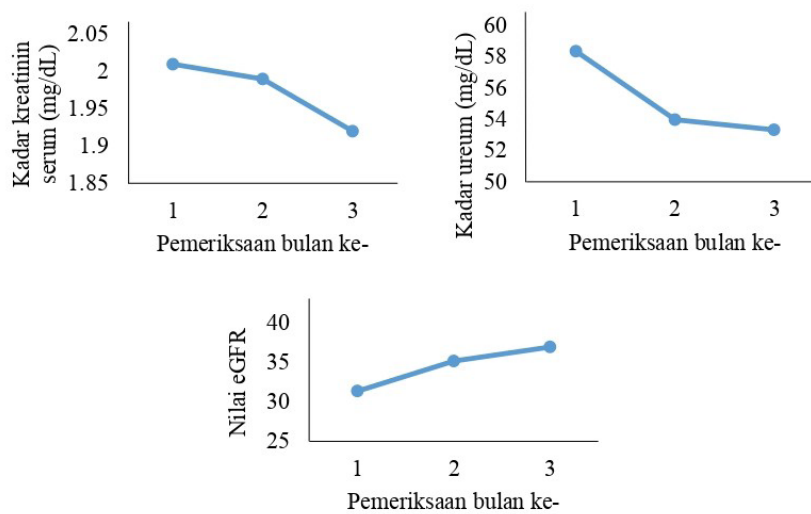 Kadar kreatinin
serum (mg/dL)
2.05
2
1.95
1.9
1.85
1 2 3
Pemeriksaan bulan ke-
Kadar ureum (mg/dL)
60
58
56
54
52
50
1 2 3
Pemeriksaan bulan ke-
Nilai eGFR
40
35
30
25
1 2 3
Pemeriksaan bulan ke-